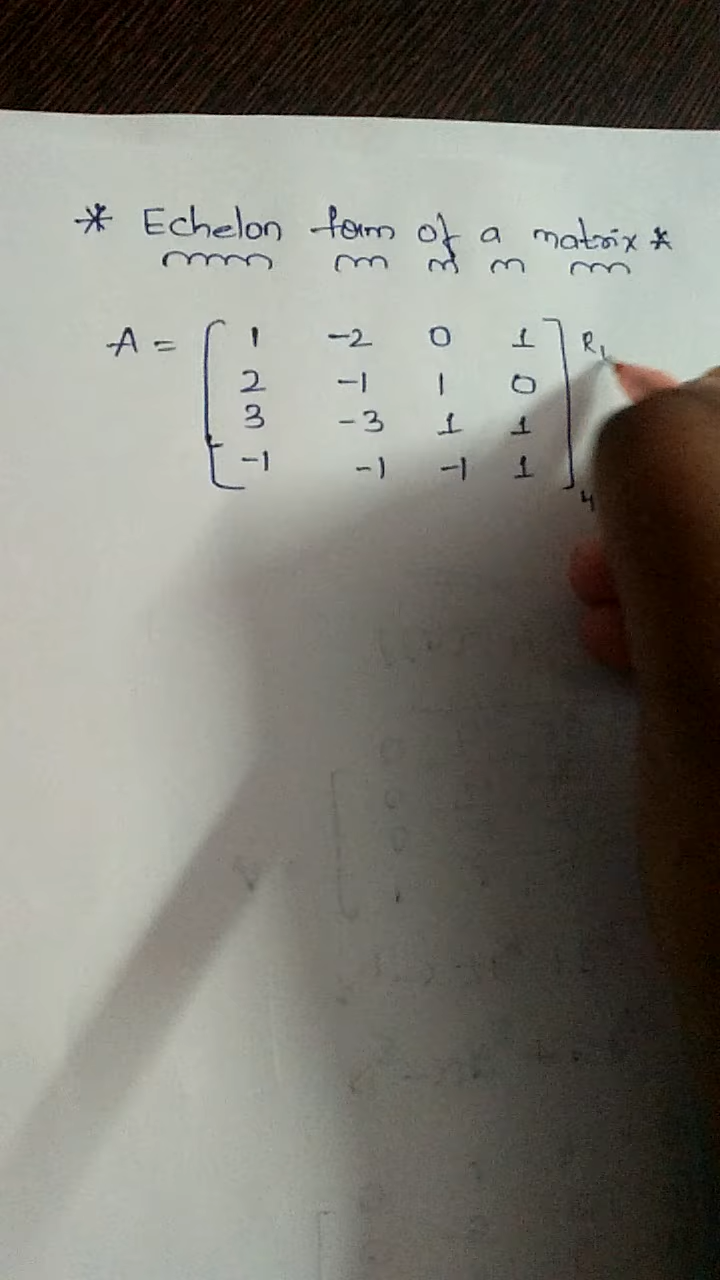 * Echelon form of a matrix *
A = [ 1 -2 0 1 ] R1
2 -1 1 0
3 -3 1 1
-1 -1 -1 1
4